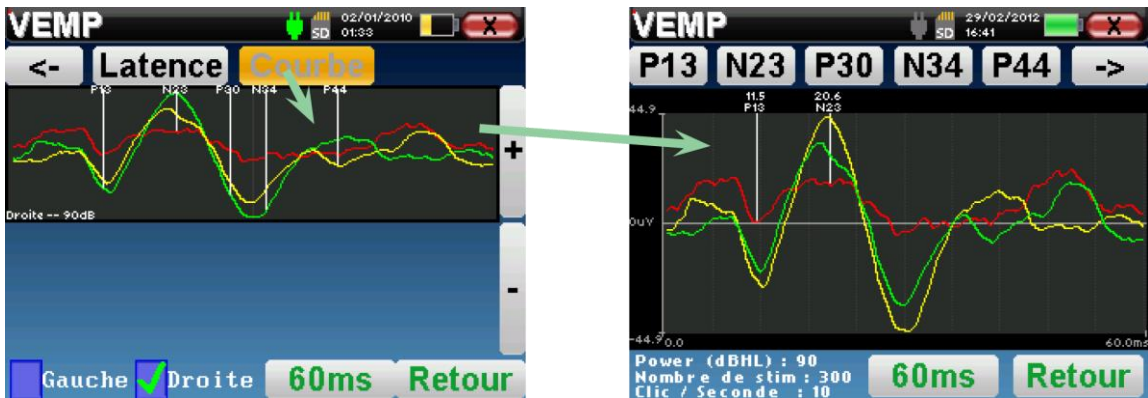 VEMP
SD
02/01/2010
01:33
X
<- Latence Courbe
P13 N23 P30 N34 P44
+
Droite -- 90dB
-
Gauche Droite 60ms Retour
VEMP
SD
29/02/2012
16:41
X
P13 N23 P30 N34 P44 ->
11.5 20.6
P13 N23
44.9
0uV
-44.9
0.0 60.0ms
Power (dBHL) : 90
Nombre de stim : 300
Clic / Seconde : 10
60ms Retour